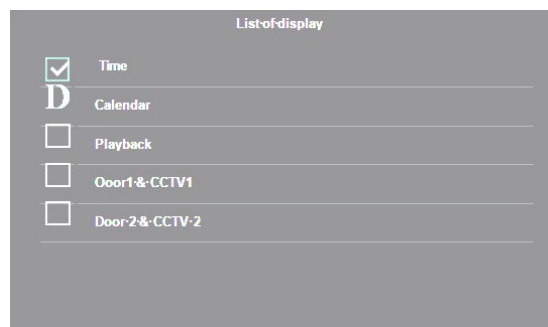 List·of·display
Time
D
Calendar
Playback
Ooor1·&·CCTV1
Door·2·&·CCTV·2